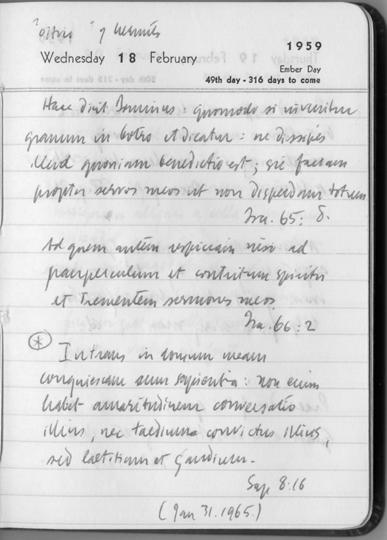 1959
Wednesday 18 February
Ember Day
49th day - 316 days to come
Haec dicit Dominus: quomodo si inveniatur
granum in botro et dicatur: ne dissipes
illud quoniam benedictio est; sic faciam
propter servos meos ut non disperdam totum
Isa. 65: 8.
Ad quem autem respiciam nisi ad
paupeperculum et contritum spiritu
et trementem sermones meos
Isa. 66:2
Intrans in domum meam
conquiescam cum sapientia: non enim
habet amaritudinem conversatio
illius, nec taedium convictus illius,
sed laetitiam et gaudium.
Sap 8:16
(Jan 31. 1965.)